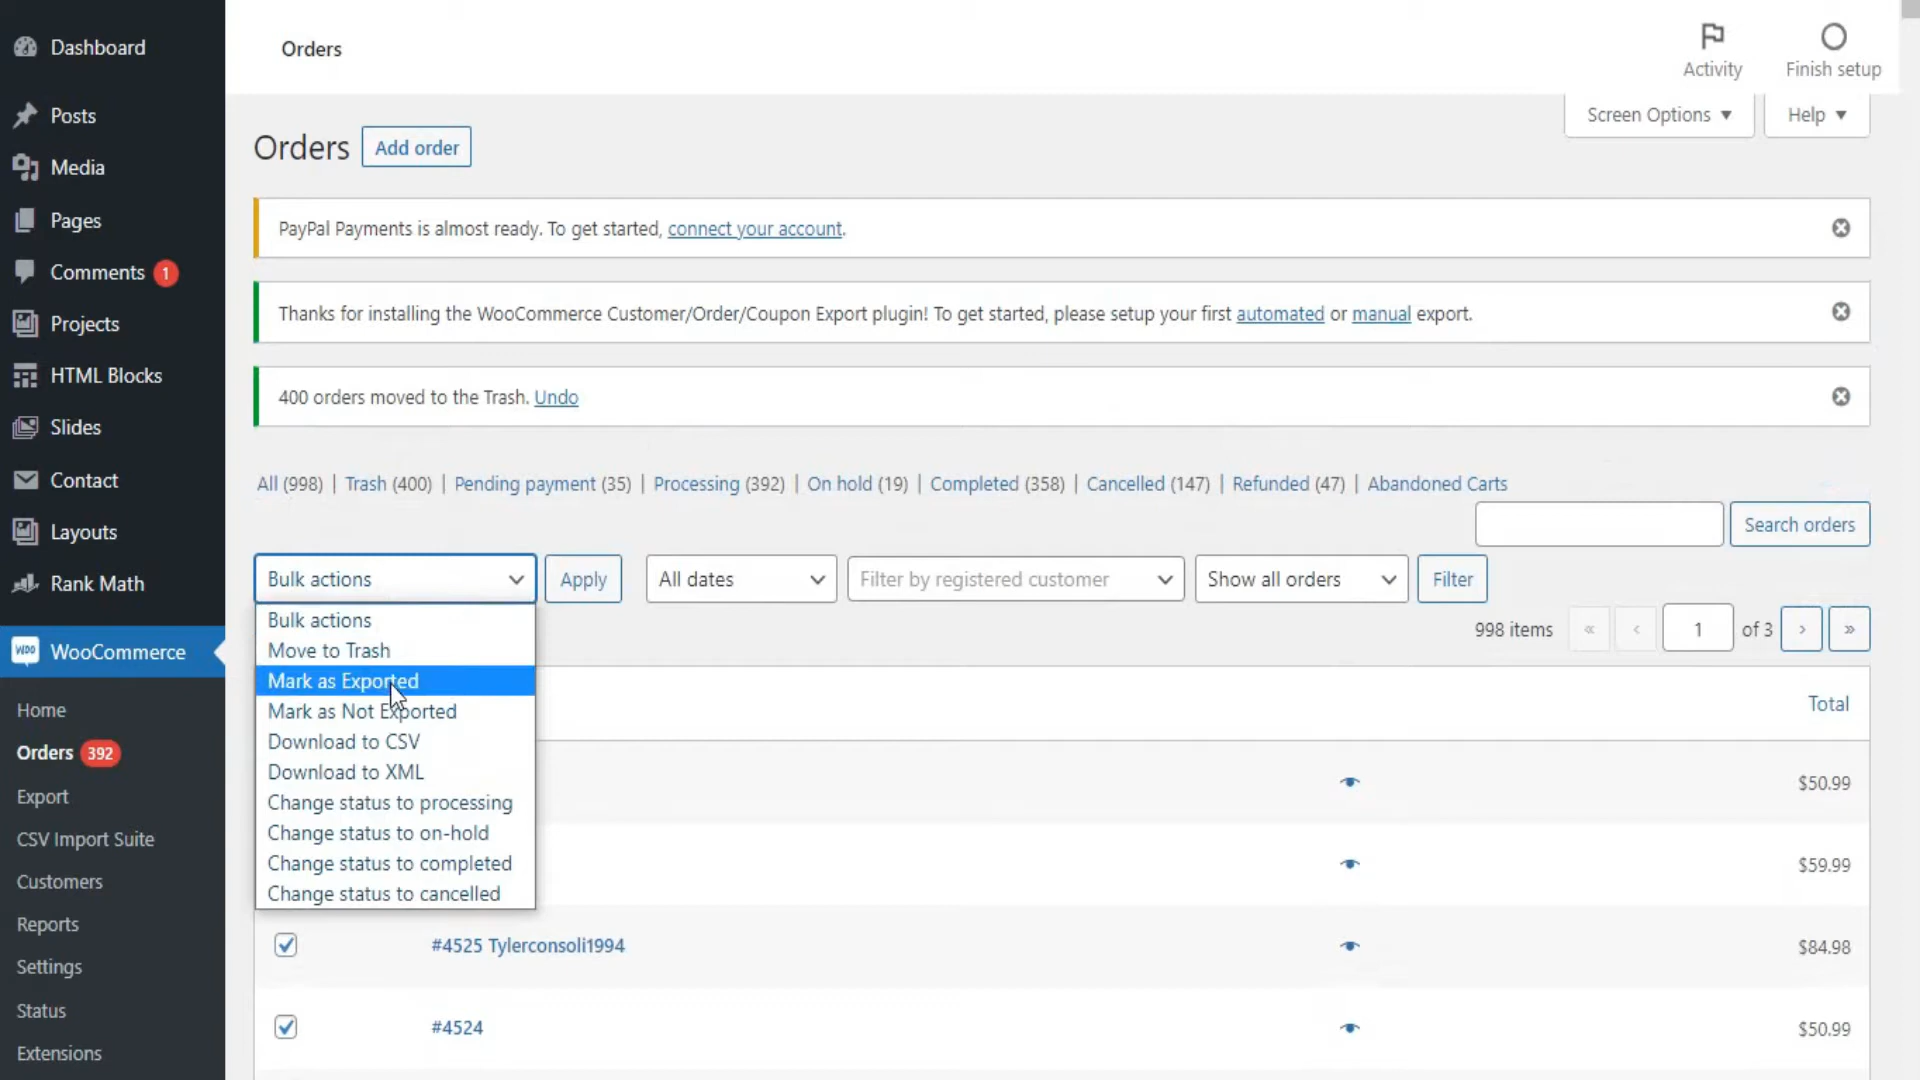 Dashboard
Posts
Media
Pages
Comments 1
Projects
HTML Blocks
Slides
Contact
Layouts
Rank Math
WOO WooCommerce
Home
Orders 392
Export
CSV Import Suite
Customers
Reports
Settings
Status
Extensions
Orders
Activity
Finish setup
Screen Options
Help
Orders
Add order
PayPal Payments is almost ready. To get started, connect your account.
Thanks for installing the WooCommerce Customer/Order/Coupon Export plugin! To get started, please setup your first automated or manual export.
400 orders moved to the Trash. Undo
All (998) | Trash (400) | Pending payment (35) | Processing (392) | On hold (19) | Completed (358) | Cancelled (147) | Refunded (47) | Abandoned Carts
Search orders
Bulk actions
Apply
All dates
Filter by registered customer
Show all orders
Filter
Bulk actions
Move to Trash
Mark as Exported
Mark as Not Exported
Download to CSV
Download to XML
Change status to processing
Change status to on-hold
Change status to completed
Change status to cancelled
998 items « ‹ 1 of 3 › »
Total
$50.99
$59.99
#4525 Tylerconsoli1994
$84.98
#4524
$50.99